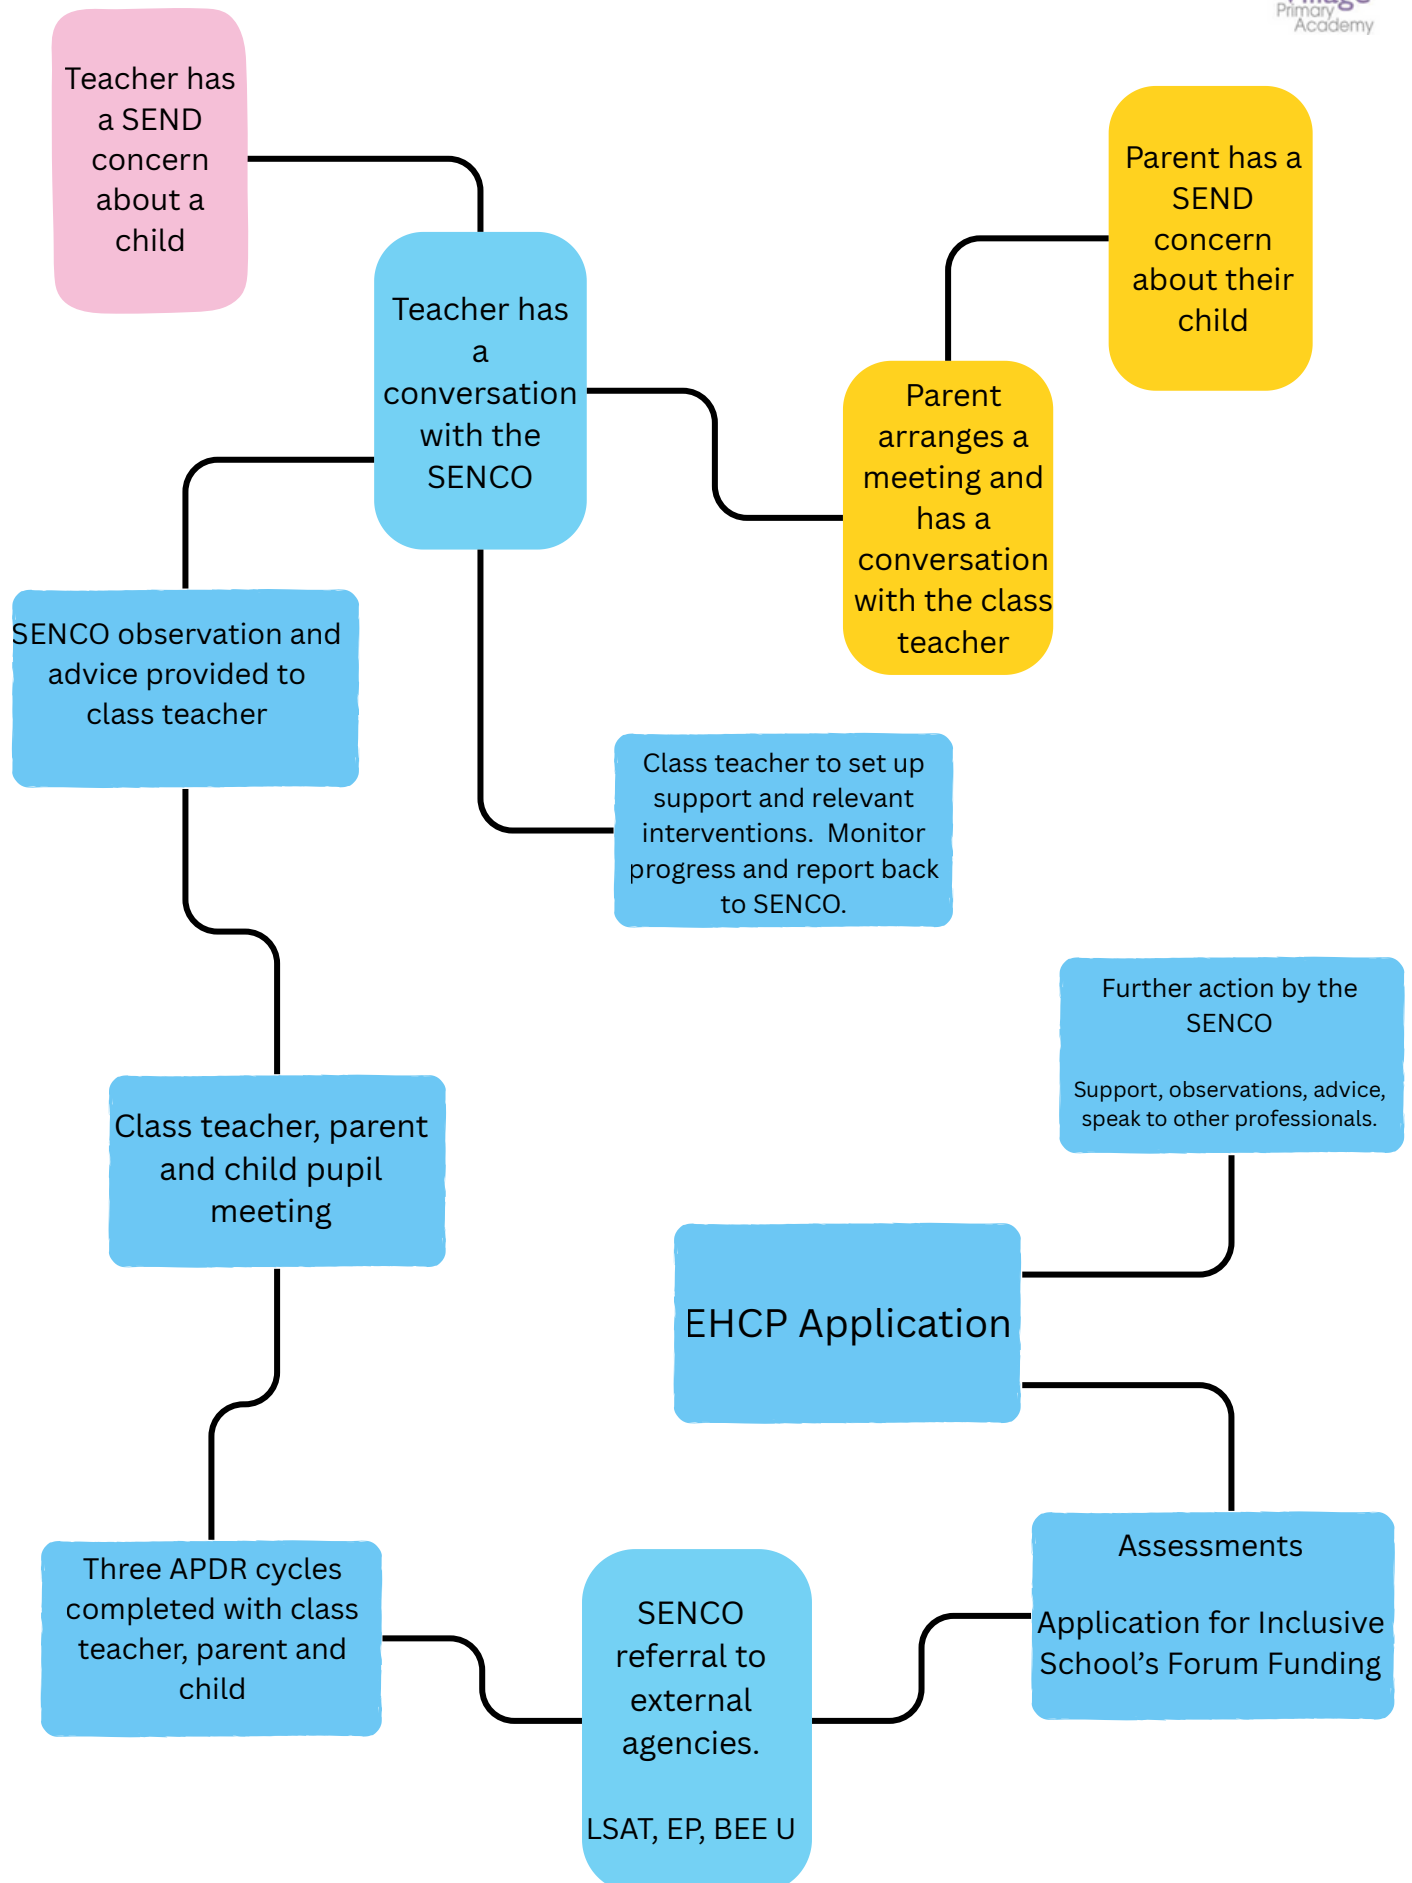 Primary
Academy
Teacher has
a SEND
concern
about a
child
Parent has a
SEND
concern
about their
child
Teacher has
a
conversation
with the
SENCO
Parent
arranges a
meeting and
has a
conversation
with the class
teacher
SENCO observation and
advice provided to
class teacher
Class teacher to set up
support and relevant
interventions. Monitor
progress and report back
to SENCO.
Further action by the
SENCO
Support, observations, advice,
speak to other professionals.
Class teacher, parent
and child pupil
meeting
EHCP Application
Three APDR cycles
completed with class
teacher, parent and
child
SENCO
referral to
external
agencies.
LSAT, EP, BEE U
Assessments
Application for Inclusive
School’s Forum Funding